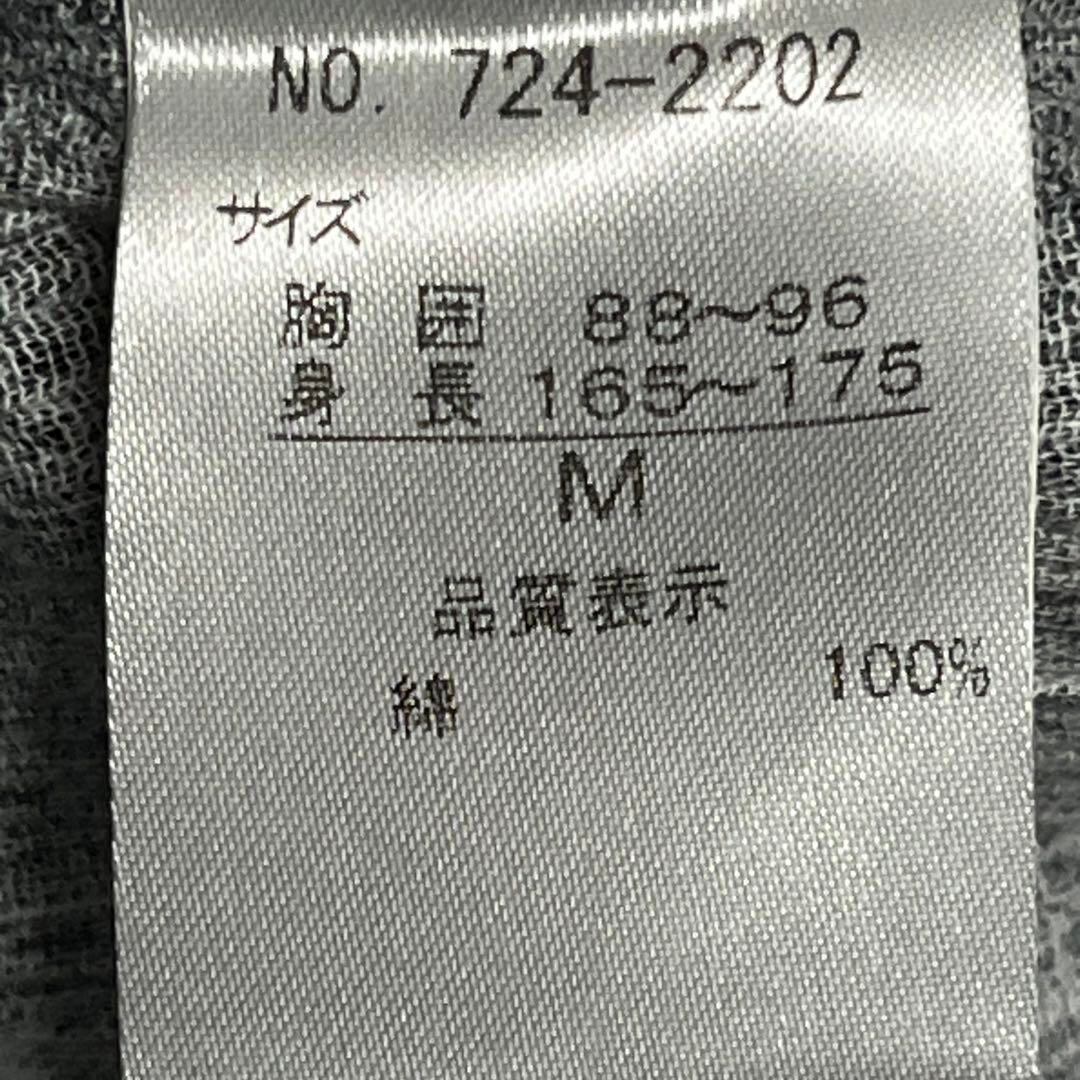 NO. 724-2202
サイズ
胸 囲 88~96
身 長 165~175
M
品質表示
綿 100%